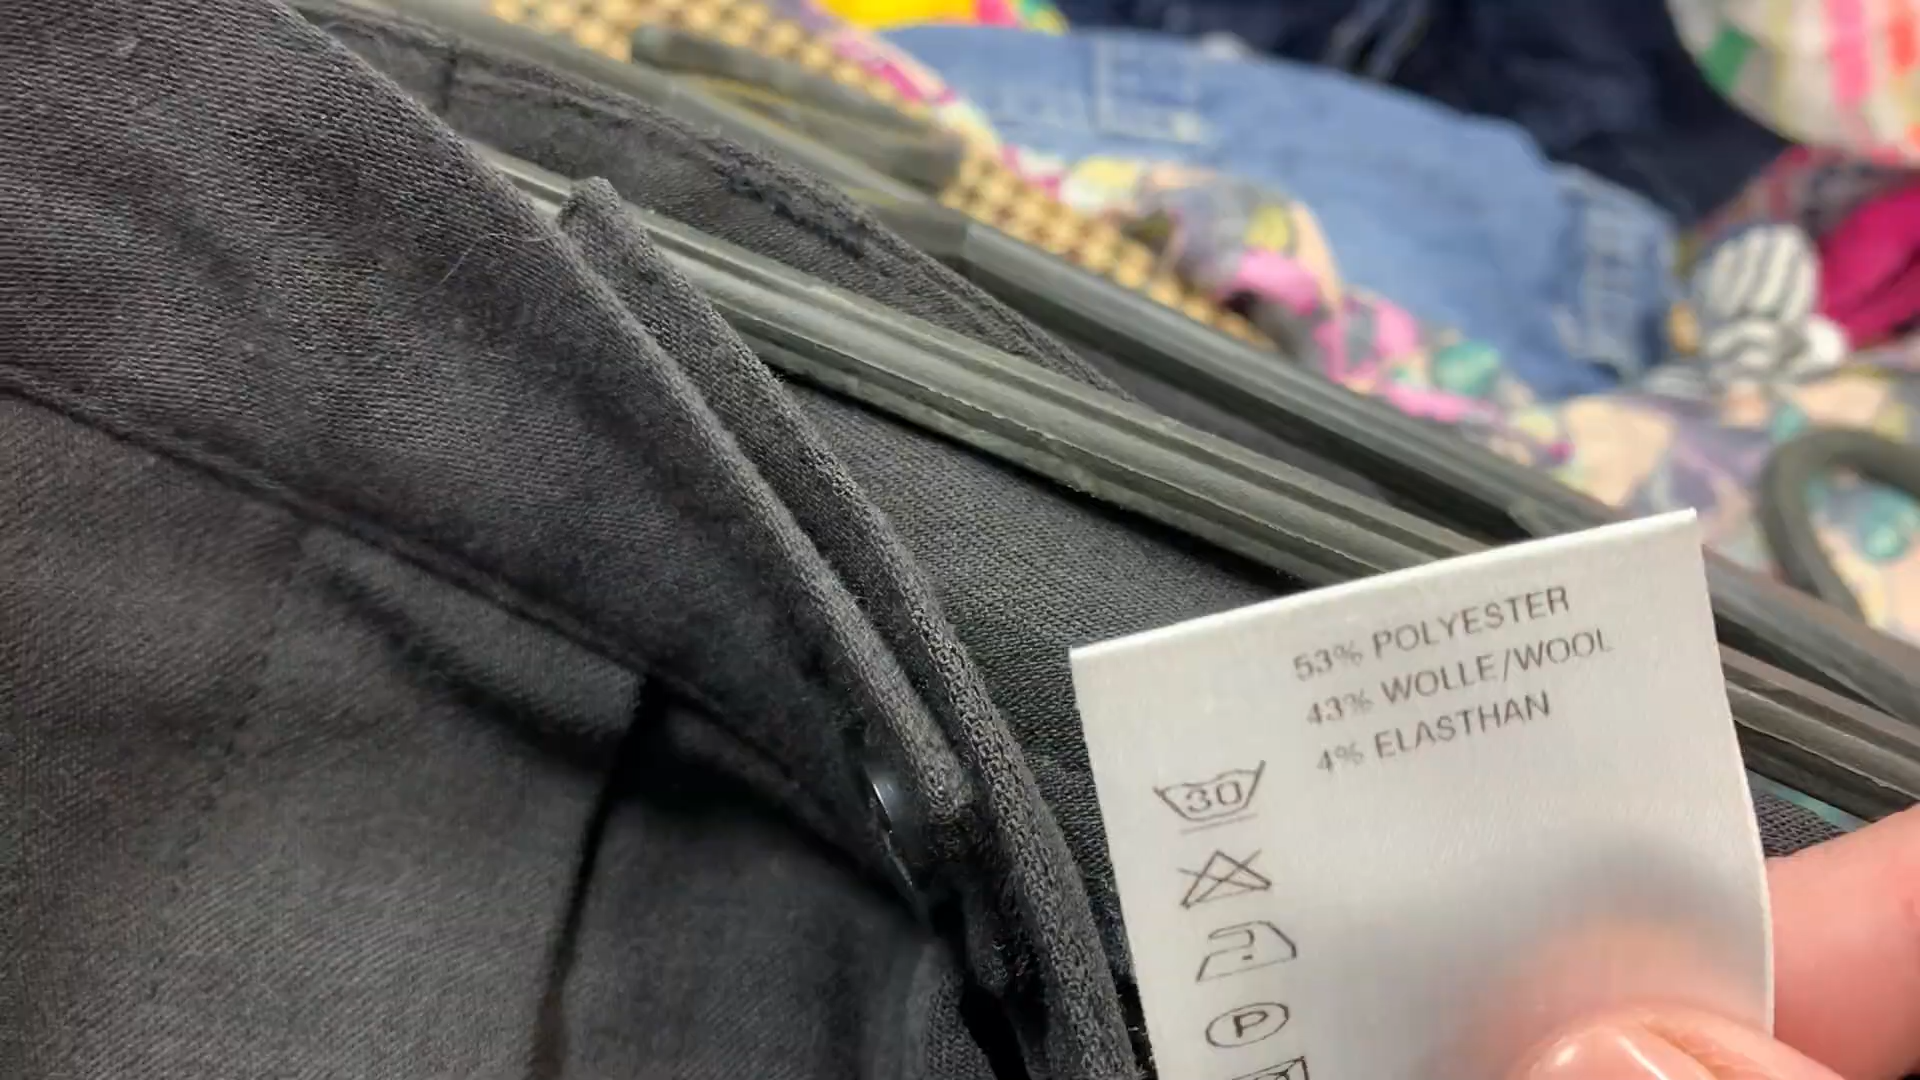 53% POLYESTER
43% WOLLE/WOOL
4% ELASTHAN
30
P